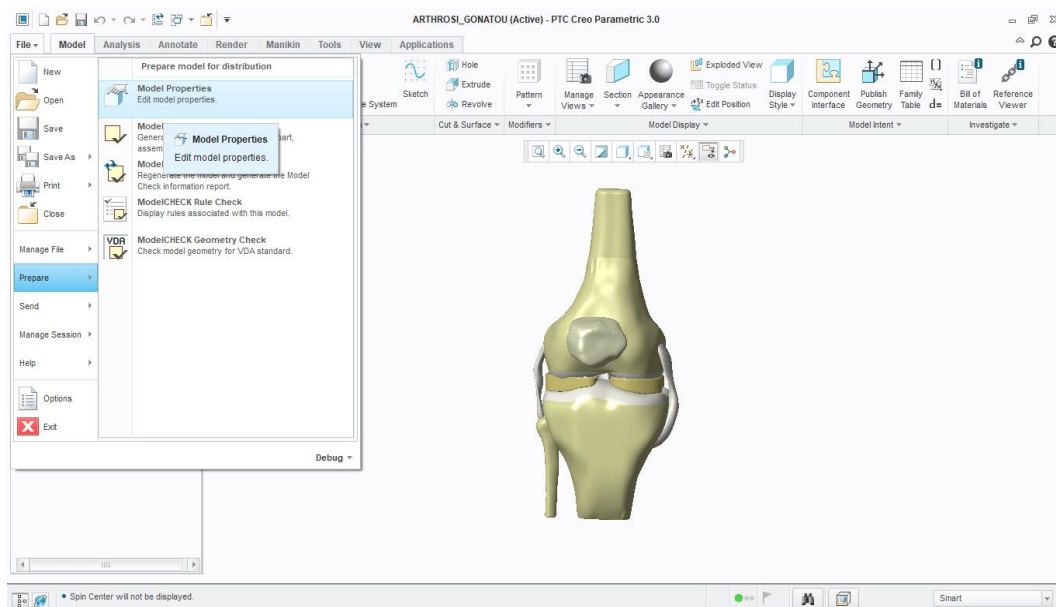 ARTHROSI_GONATOU (Active) - PTC Creo Parametric 3.0
File Model Analysis Annotate Render Manikin Tools View Applications
New
Open
Save
Save As
Print
Close
Manage File
Prepare
Send
Manage Session
Help
Options
Exit
Prepare model for distribution
Model Properties
Edit model properties.
Model
part,
assem
Model
Regenerate the model and generate the Model
Check information report.
ModelCHECK Rule Check
Display rules associated with this model.
VDA
ModelCHECK Geometry Check
Check model geometry for VDA standard.
Model Properties
Edit model properties.
Debug
e System
Sketch
Hole
Extrude
Revolve
Cut & Surface
Pattern
Modifiers
Manage Views
Section
Appearance Gallery
Exploded View
Toggle Status
Edit Position
Display Style
Model Display
Component Interface
Publish Geometry
Family Table
d=
Model Intent
Bill of Materials
Reference Viewer
Investigate
Spin Center will not be displayed.
Smart